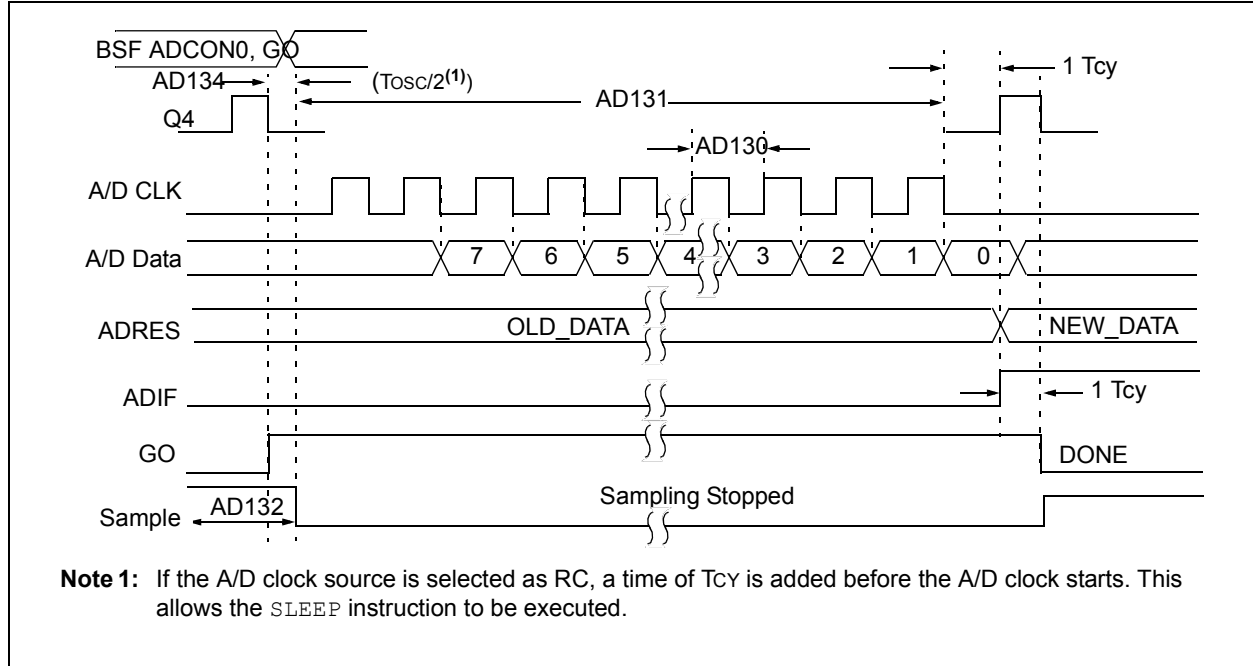 BSF ADCON0, GO
AD134
(TOSC/2(1))
1 TCY
AD131
Q4
AD130
A/D CLK
A/D Data
7 6 5 4 3 2 1 0
ADRES
OLD_DATA
NEW_DATA
ADIF
1 TCY
GO
DONE
Sampling Stopped
AD132
Sample
Note 1: If the A/D clock source is selected as RC, a time of TCY is added before the A/D clock starts. This
allows the SLEEP instruction to be executed.